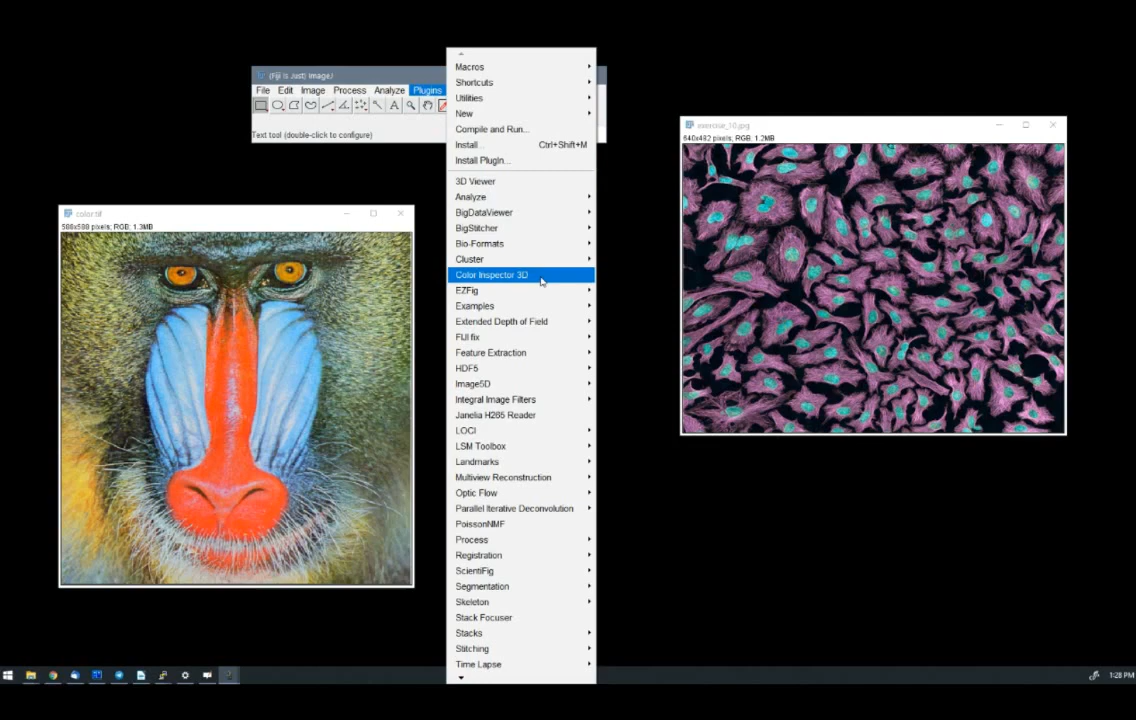 (Fiji Is Just) ImageJ
File Edit Image Process Analyze Plugins
Text tool (double-click to configure)
Macros
Shortcuts
Utilities
New
Compile and Run...
Install... Ctrl+Shift+M
Install PlugIn...
3D Viewer
Analyze
BigDataViewer
BigStitcher
Bio-Formats
Cluster
Color Inspector 3D
EZFig
Examples
Extended Depth of Field
FIJI fix
Feature Extraction
HDF5
Image5D
Integral Image Filters
Janelia H265 Reader
LOCI
LSM Toolbox
Landmarks
Multiview Reconstruction
Optic Flow
Parallel Iterative Deconvolution
PoissonNMF
Process
Registration
ScientiFig
Segmentation
Skeleton
Stack Focuser
Stacks
Stitching
Time Lapse
color.tif
588x588 pixels; RGB; 1.3MB
exercise_10.jpg
640x482 pixels; RGB; 1.2MB
1:28 PM